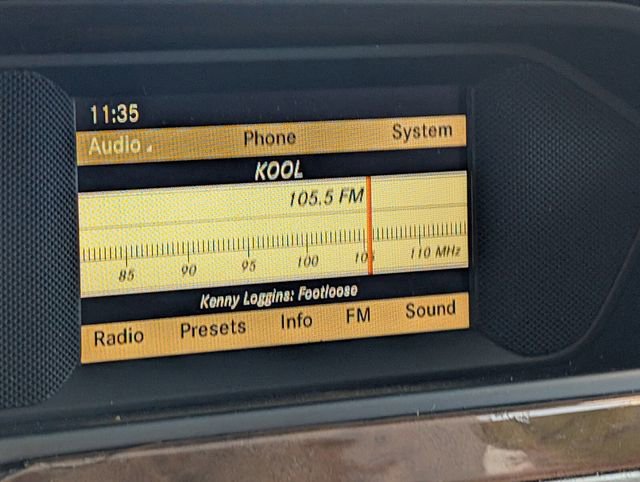 11:35
Audio Phone System
KOOL
105.5 FM
85 90 95 100 105 110 MHz
Kenny Loggins: Footloose
Radio Presets Info FM Sound